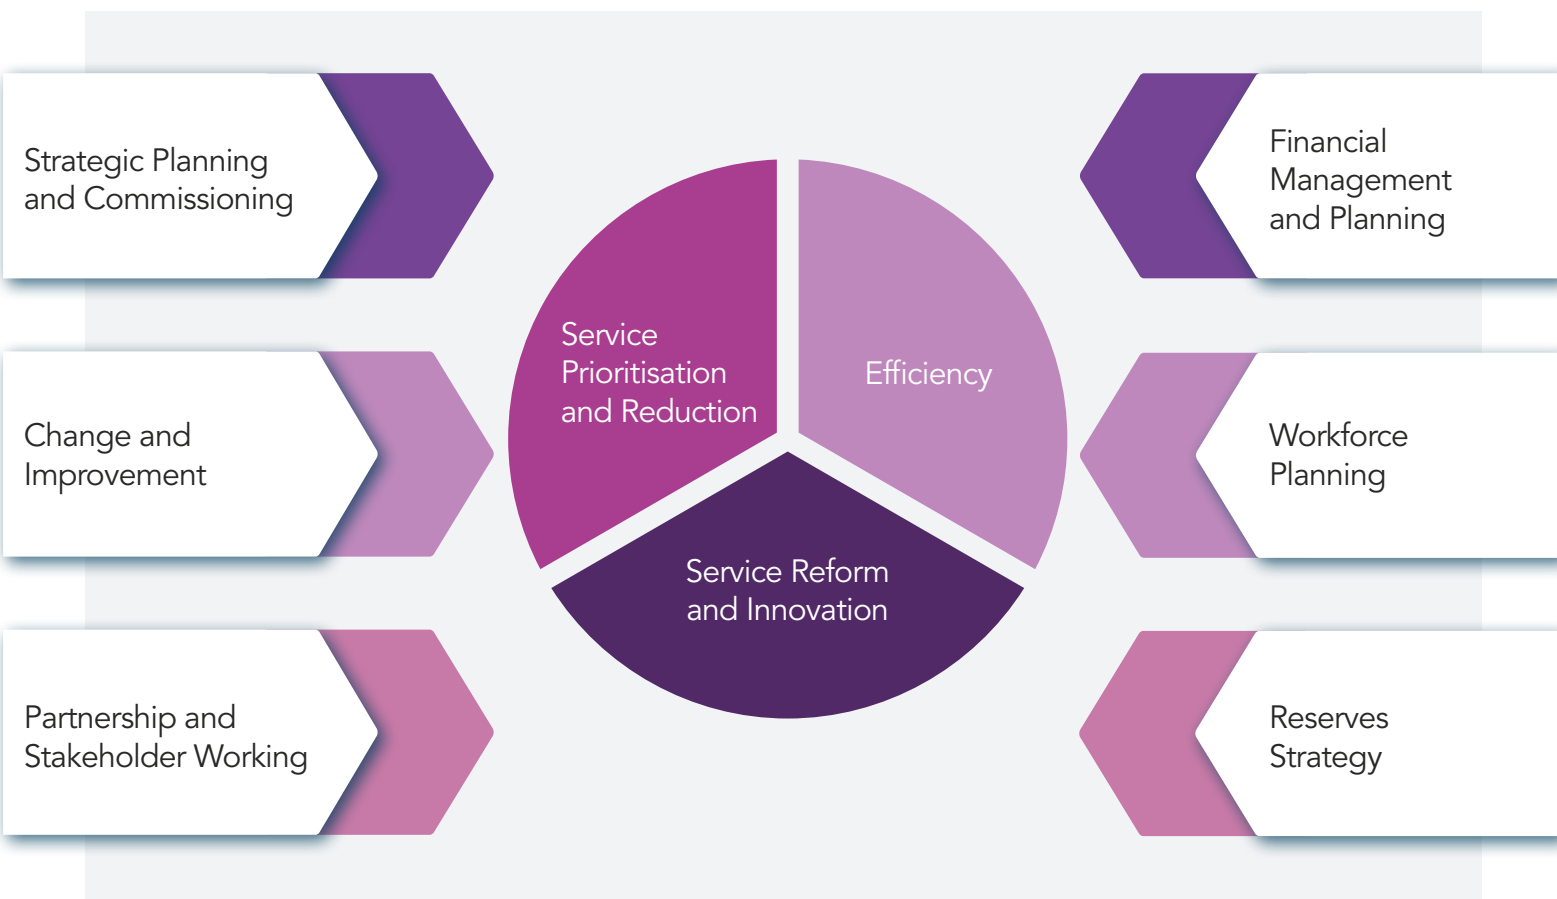 Strategic Planning
and Commissioning
Change and
Improvement
Partnership and
Stakeholder Working
Service
Prioritisation
and Reduction
Efficiency
Service Reform
and Innovation
Financial
Management
and Planning
Workforce
Planning
Reserves
Strategy